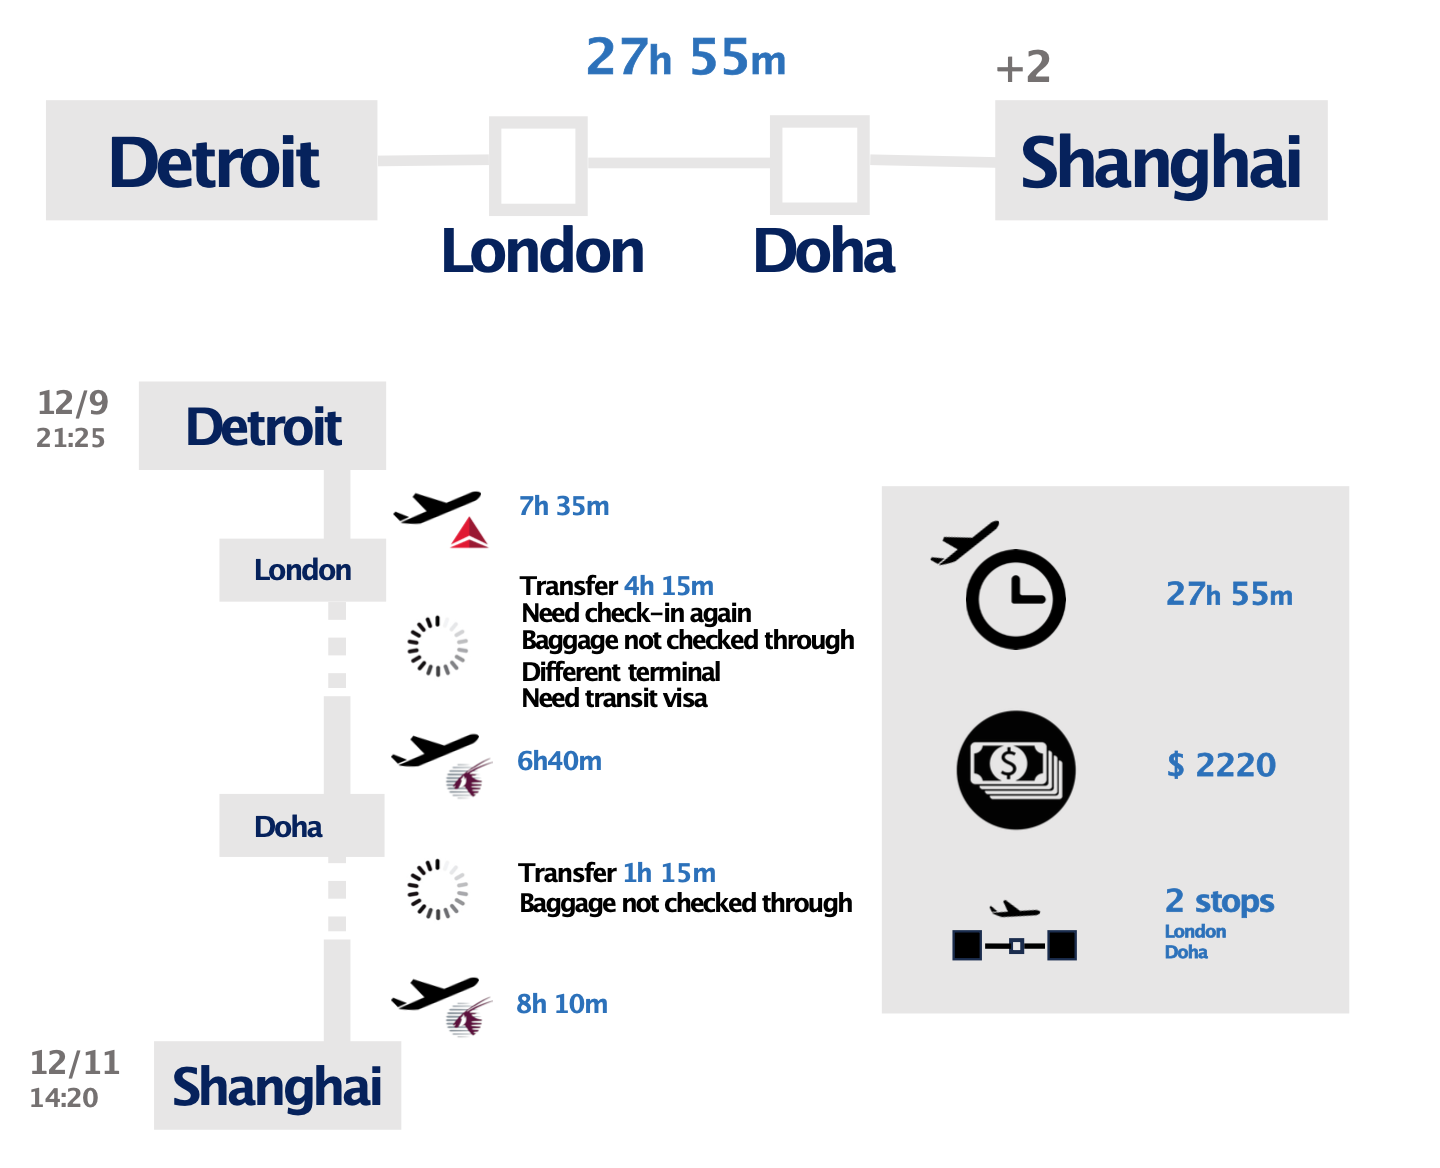 27h 55m
+2
Detroit
Shanghai
London
Doha
12/9
21:25
Detroit
7h 35m
London
Transfer 4h 15m
Need check-in again
Baggage not checked through
Different terminal
Need transit visa
6h40m
Doha
Transfer 1h 15m
Baggage not checked through
8h 10m
12/11
14:20
Shanghai
27h 55m
$ 2220
2 stops
London
Doha